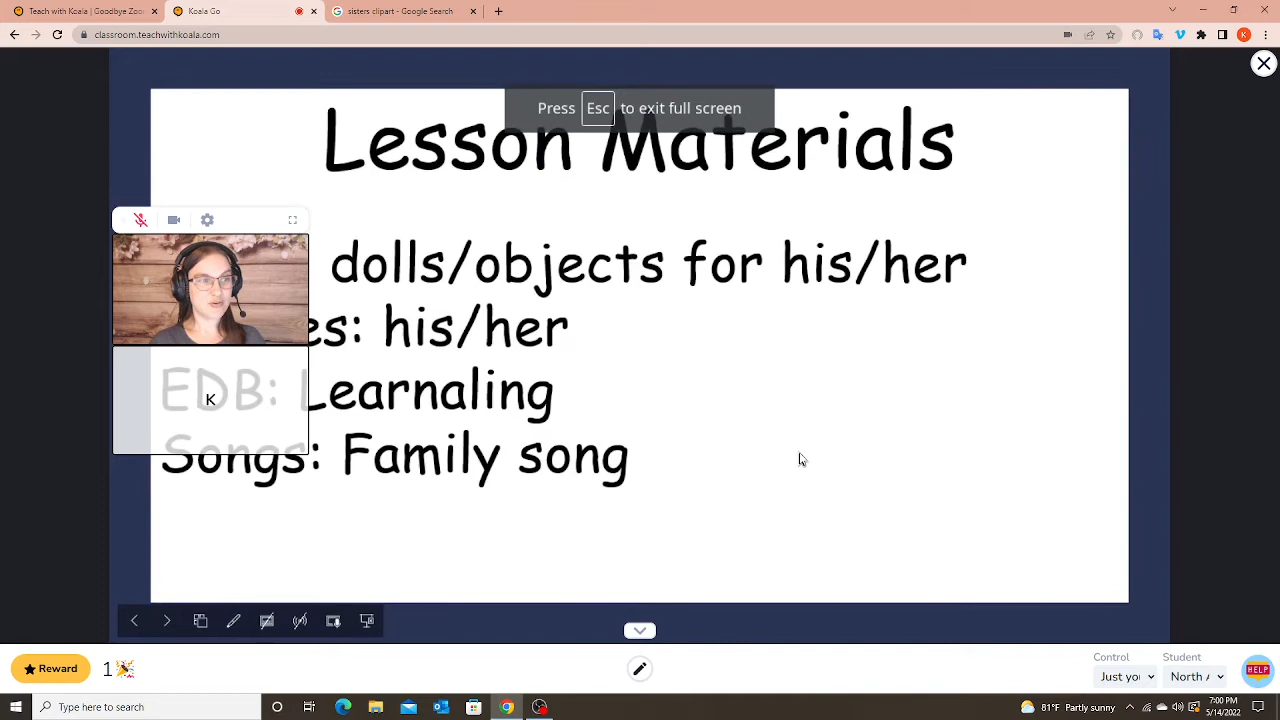 Teach with Koala | Goodbye Zoo
Koala Go
sisters clipart - Google Search
classroom.teachwithkoala.com
K
Press Esc to exit full screen
Lesson Materials
dolls/objects for his/her
es: his/her
EDB: Learnaling
Songs: Family song
K
Reward
1
Control
Student
Just yo
North A
HELP
Type here to search
81°F Partly sunny
7:00 PM
5/14/2022